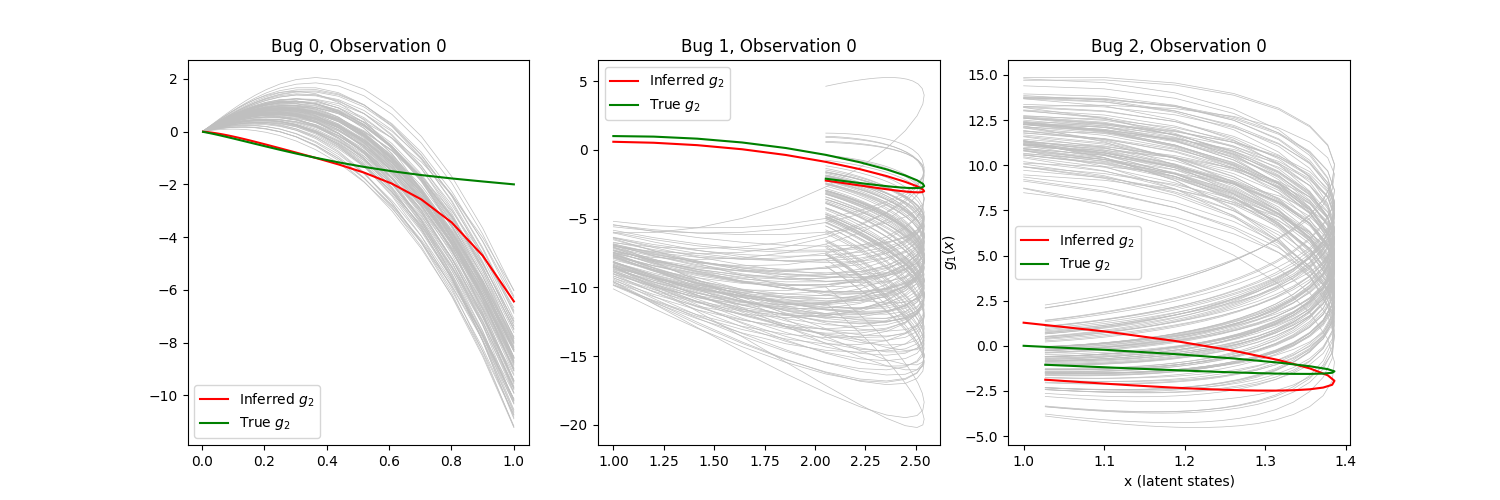 Bug 0, Observation 0
2
0
−2
−4
−6
−8
−10
Inferred g₂
True g₂
0.0 0.2 0.4 0.6 0.8 1.0
Bug 1, Observation 0
5
0
−5
−10
−15
−20
Inferred g₂
True g₂
1.00 1.25 1.50 1.75 2.00 2.25 2.50
Bug 2, Observation 0
g₁(x)
15.0
12.5
10.0
7.5
5.0
2.5
0.0
−2.5
−5.0
Inferred g₂
True g₂
1.0 1.1 1.2 1.3 1.4
x (latent states)